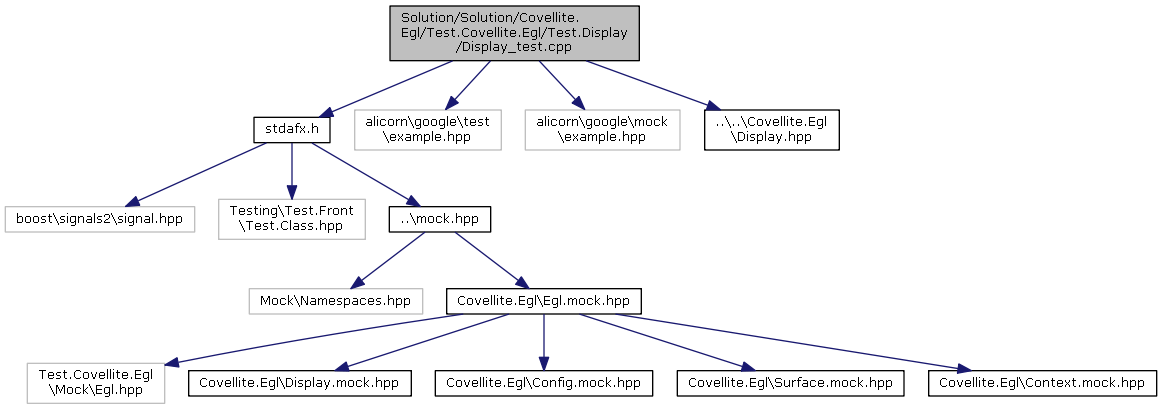 Solution/Solution/Covellite.
Egl/Test.Covellite.Egl/Test.Display
/Display_test.cpp
stdafx.h
alicorn\google\test
\example.hpp
alicorn\google\mock
\example.hpp
..\..\Covellite.Egl
\Display.hpp
boost\signals2\signal.hpp
Testing\Test.Front
\Test.Class.hpp
..\mock.hpp
Mock\Namespaces.hpp
Covellite.Egl\Egl.mock.hpp
Test.Covellite.Egl
\Mock\Egl.hpp
Covellite.Egl\Display.mock.hpp
Covellite.Egl\Config.mock.hpp
Covellite.Egl\Surface.mock.hpp
Covellite.Egl\Context.mock.hpp